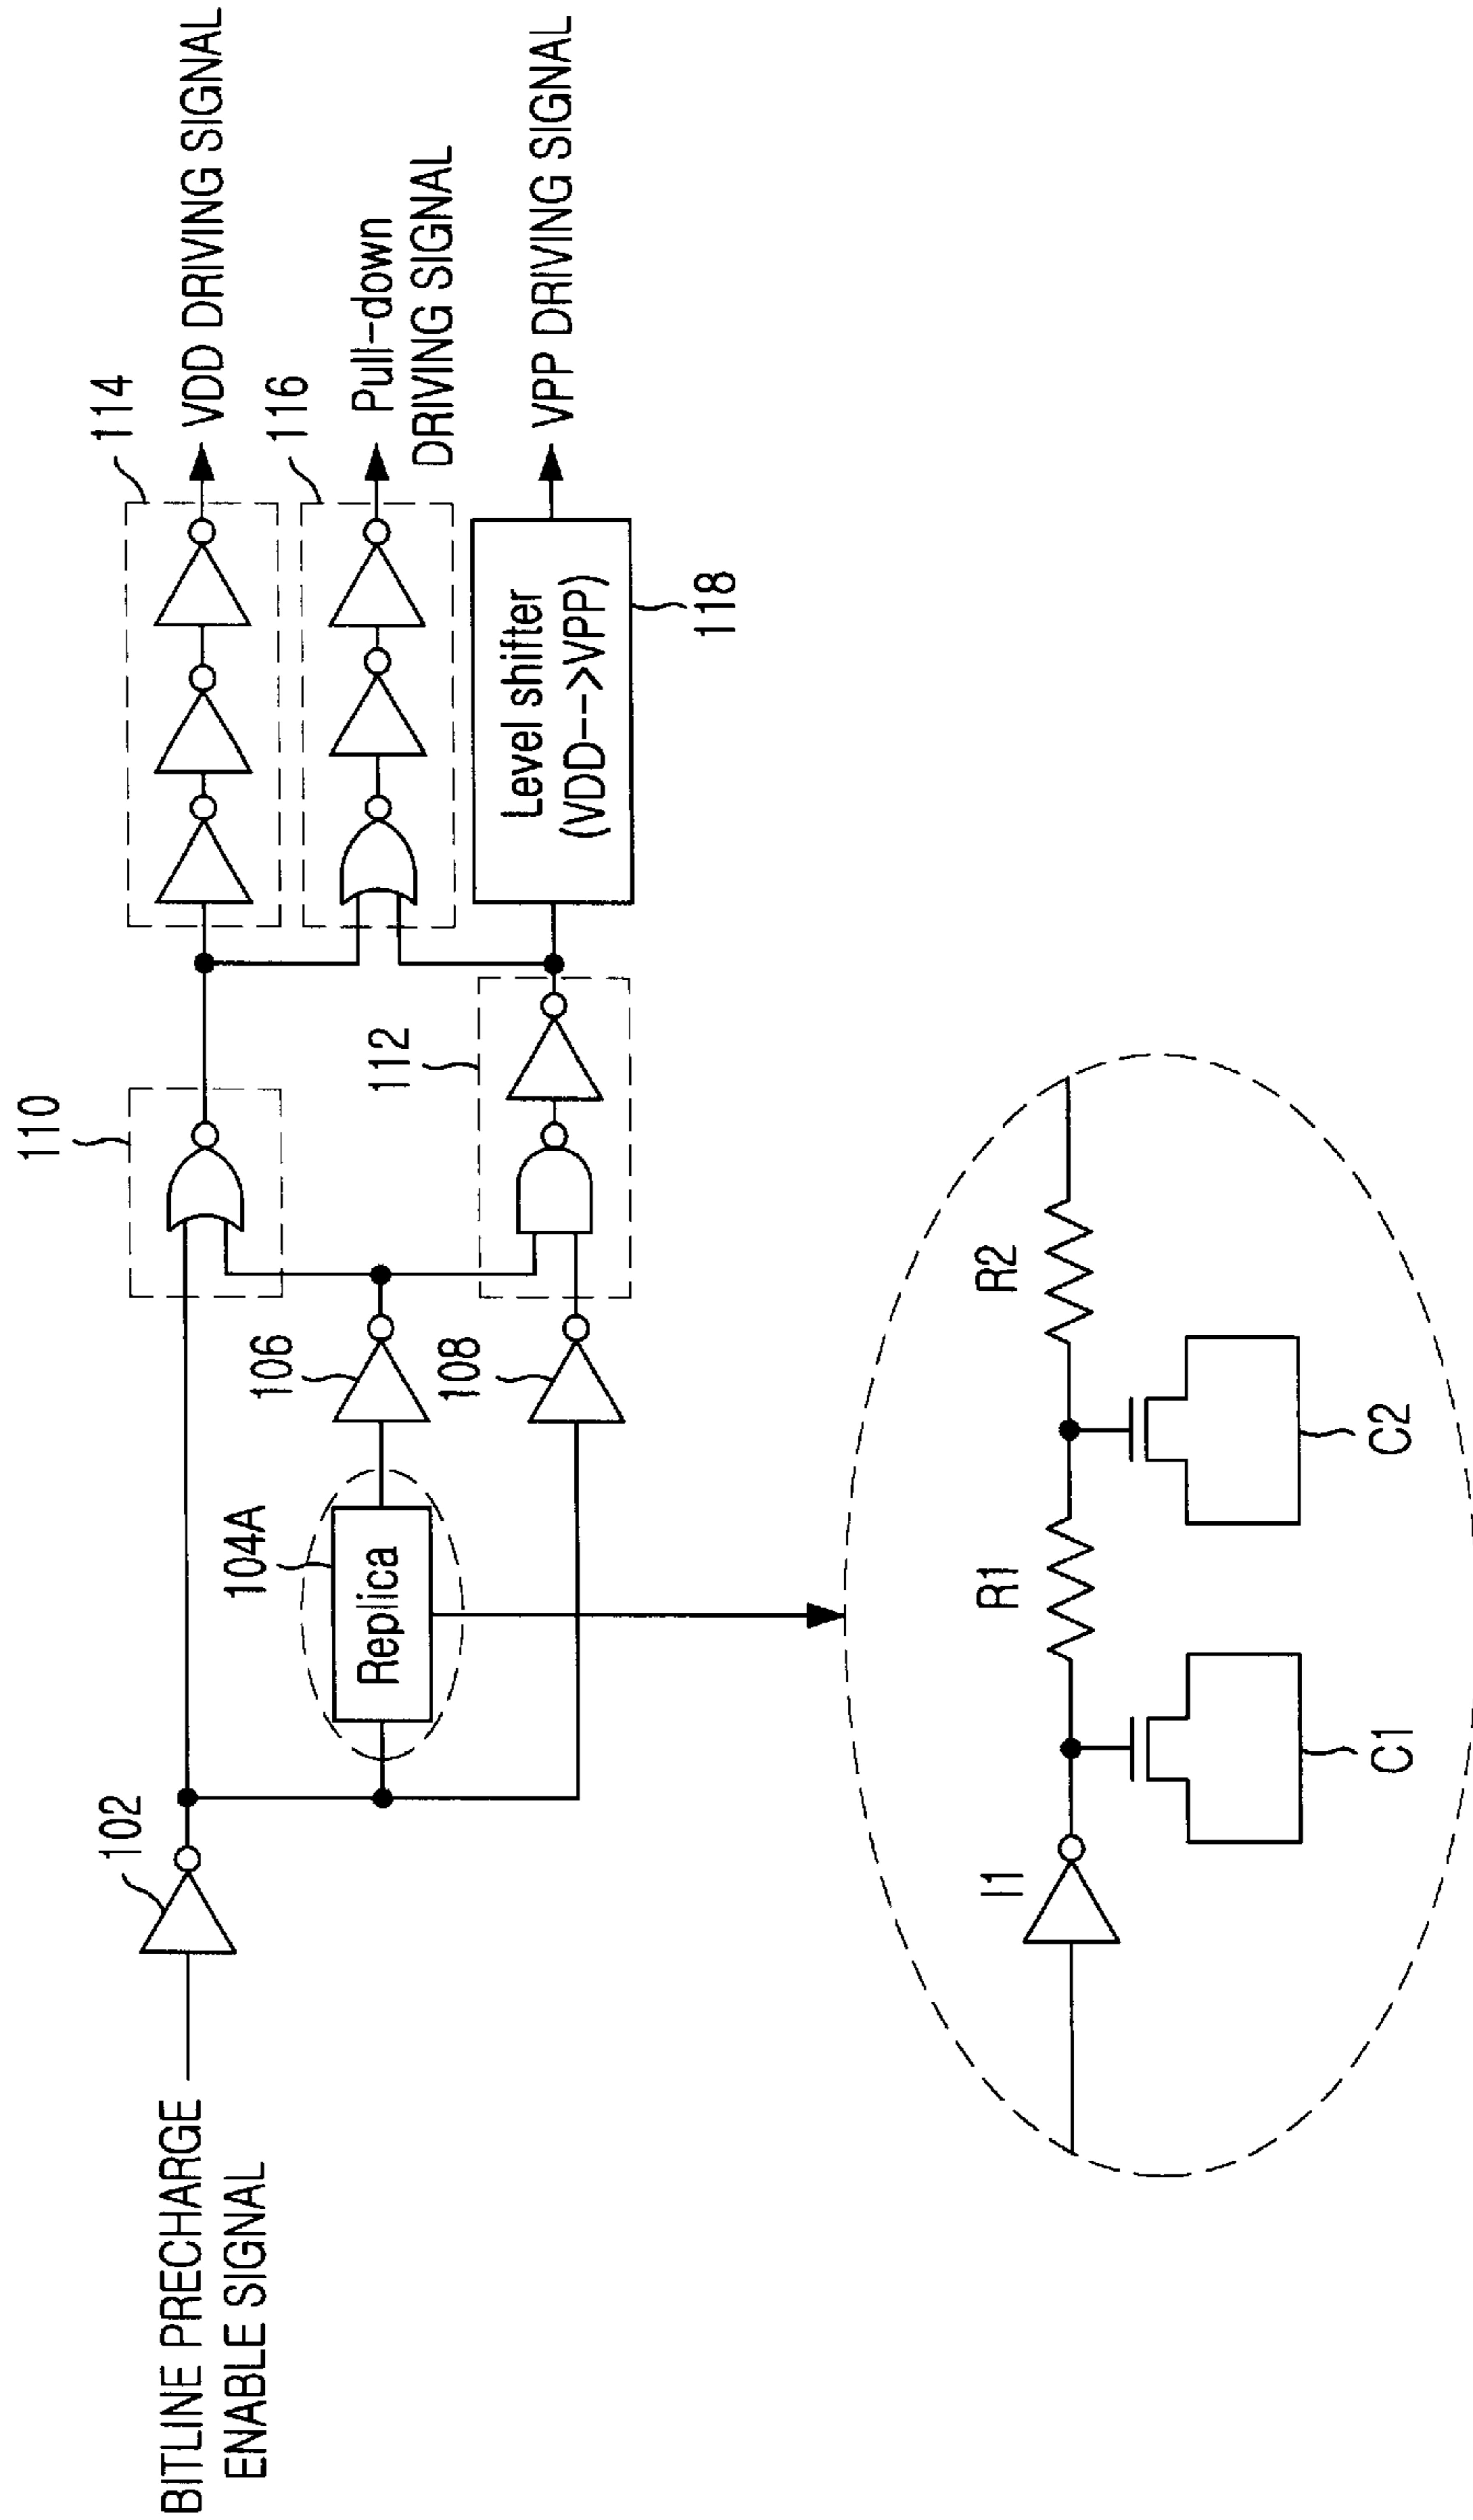 BITLINE PRECHARGE
ENABLE SIGNAL
102
104A
Replica
106
108
110
112
114
116
Level shifter
(VDD-->VPP)
118
VDD DRIVING SIGNAL
Pull-down
DRIVING SIGNAL
VPP DRIVING SIGNAL
I1
R1
R2
C1
C2